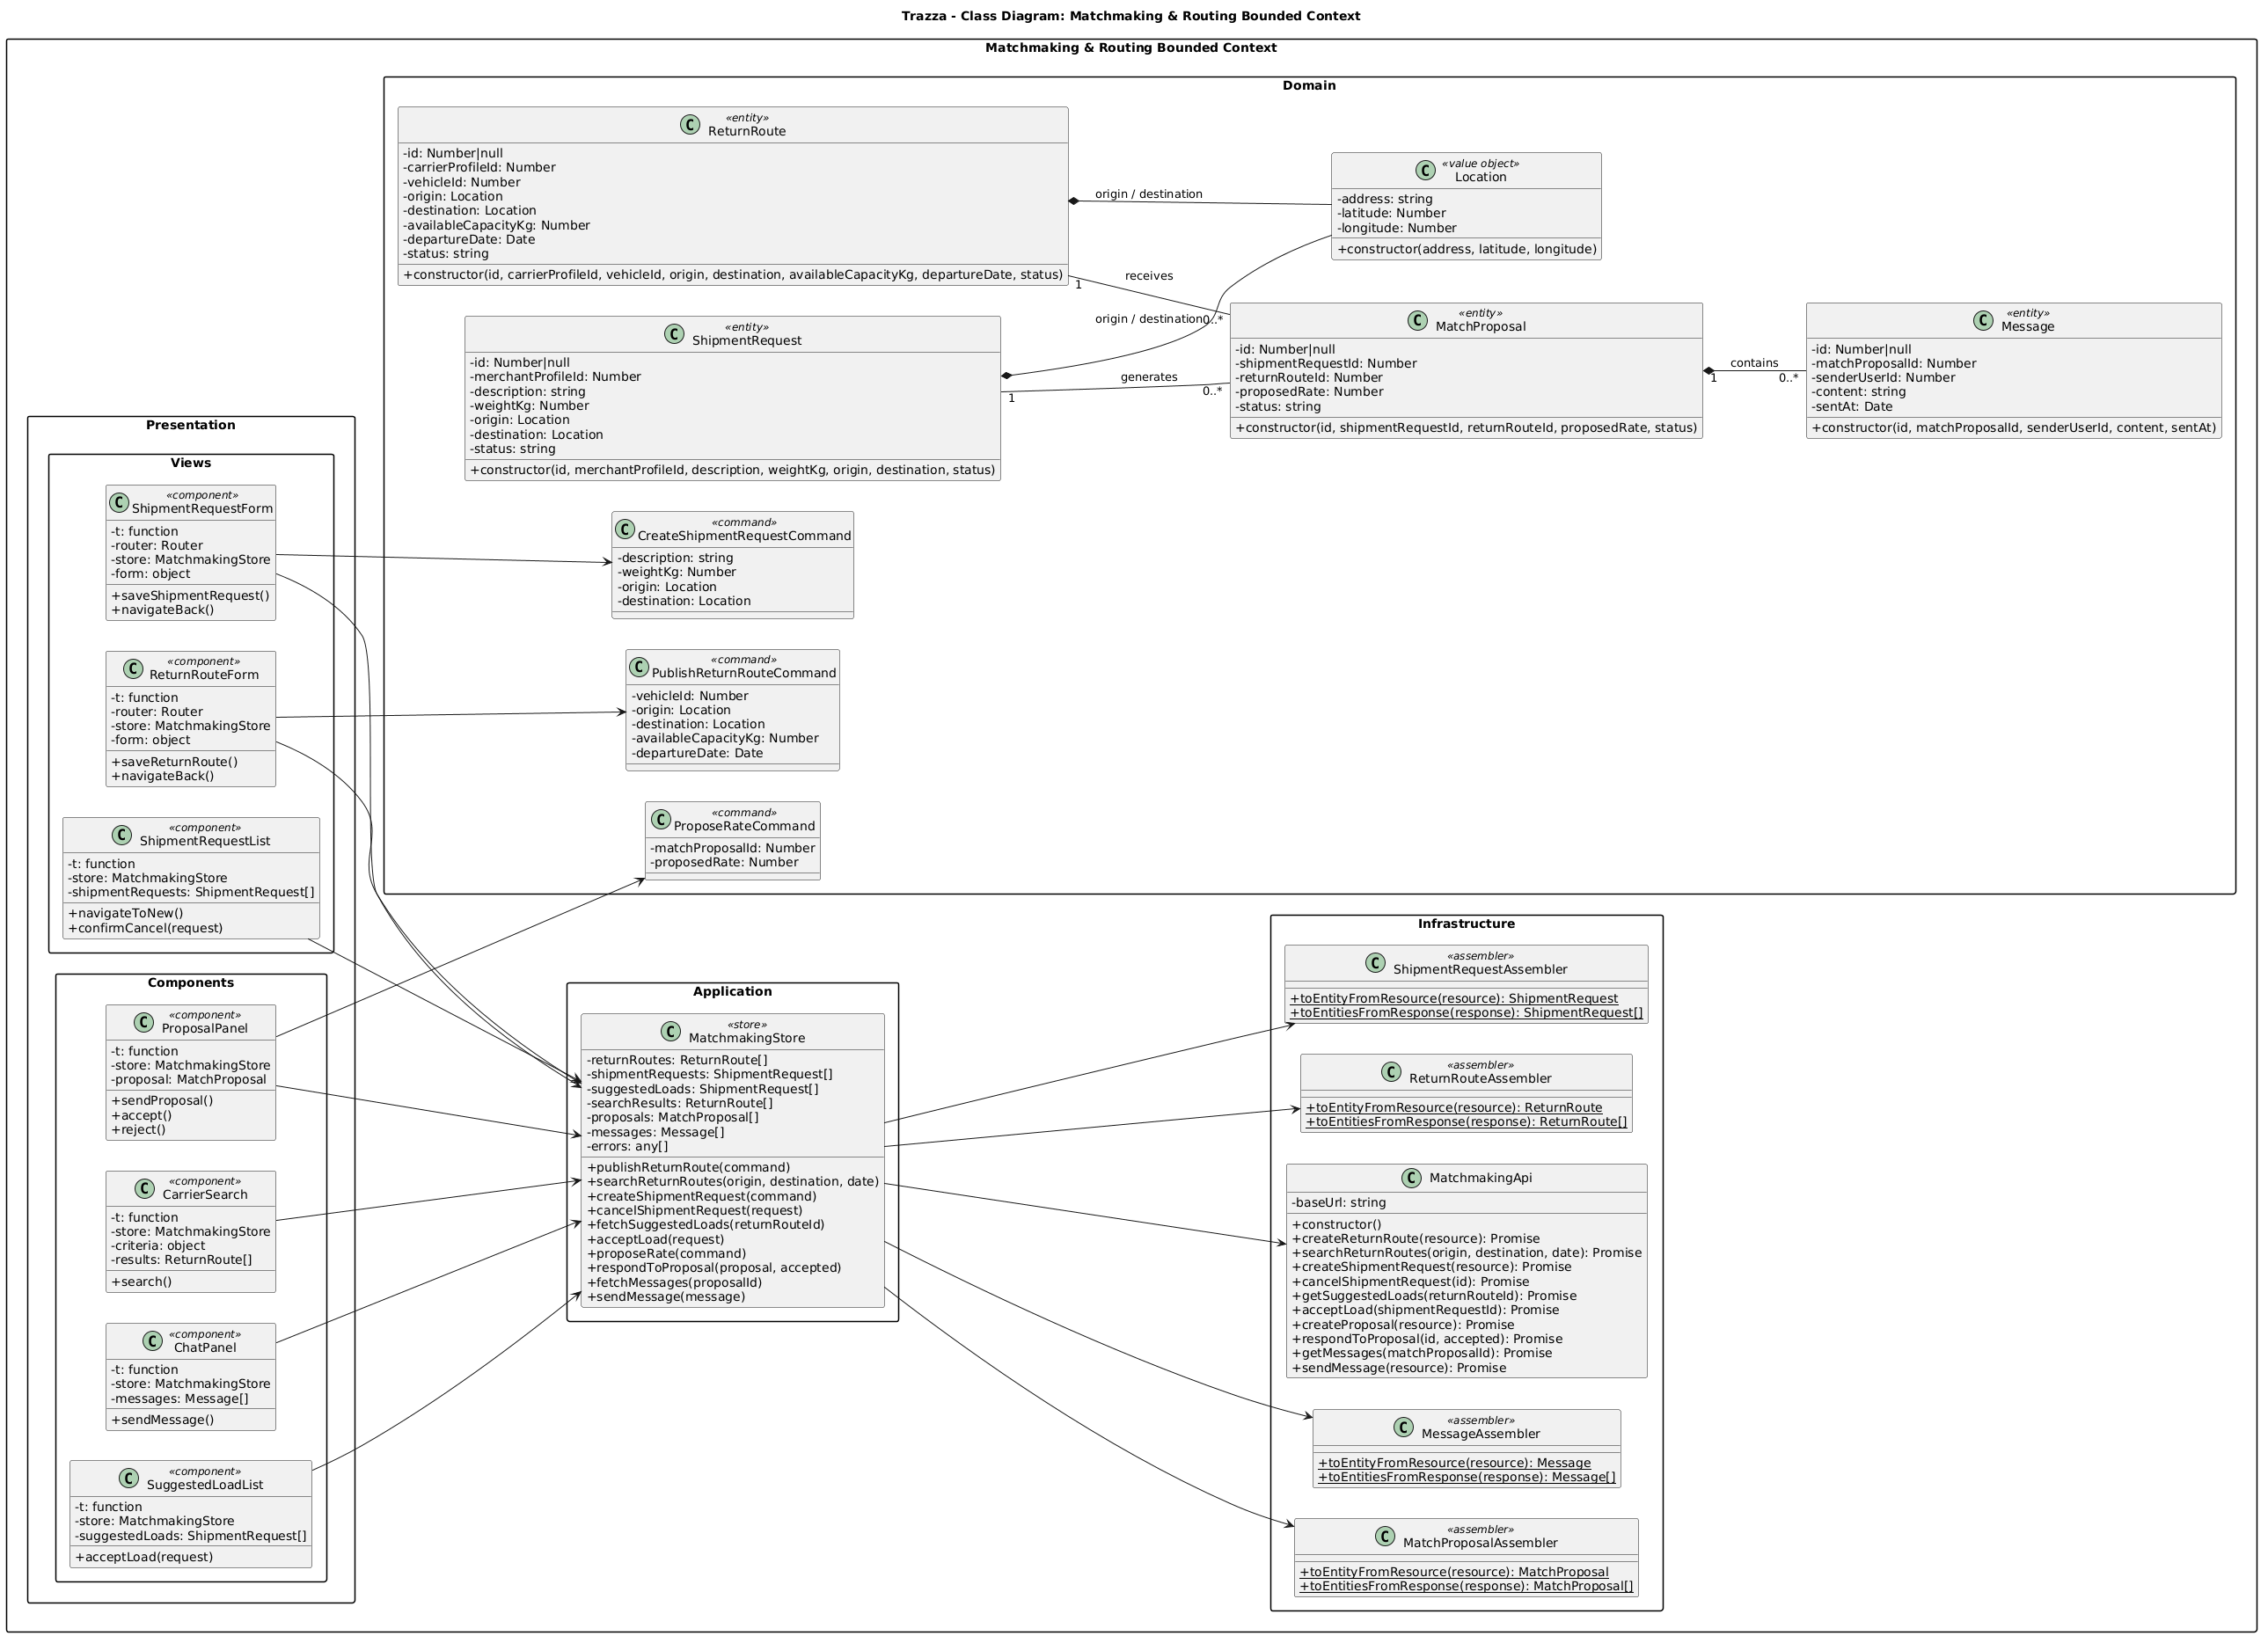 Trazza - Class Diagram: Matchmaking & Routing Bounded Context
Matchmaking & Routing Bounded Context
Domain
«entity»
ReturnRoute
-id: Number|null
-carrierProfileId: Number
-vehicleId: Number
-origin: Location
-destination: Location
-availableCapacityKg: Number
-departureDate: Date
-status: string
+constructor(id, carrierProfileId, vehicleId, origin, destination, availableCapacityKg, departureDate, status)
origin / destination
«value object»
Location
-address: string
-latitude: Number
-longitude: Number
+constructor(address, latitude, longitude)
receives
1
0..*
origin / destination
«entity»
ShipmentRequest
-id: Number|null
-merchantProfileId: Number
-description: string
-weightKg: Number
-origin: Location
-destination: Location
-status: string
+constructor(id, merchantProfileId, description, weightKg, origin, destination, status)
generates
1
0..*
«entity»
MatchProposal
-id: Number|null
-shipmentRequestId: Number
-returnRouteId: Number
-proposedRate: Number
-status: string
+constructor(id, shipmentRequestId, returnRouteId, proposedRate, status)
contains
1
0..*
«entity»
Message
-id: Number|null
-matchProposalId: Number
-senderUserId: Number
-content: string
-sentAt: Date
+constructor(id, matchProposalId, senderUserId, content, sentAt)
«command»
CreateShipmentRequestCommand
-description: string
-weightKg: Number
-origin: Location
-destination: Location
«command»
PublishReturnRouteCommand
-vehicleId: Number
-origin: Location
-destination: Location
-availableCapacityKg: Number
-departureDate: Date
«command»
ProposeRateCommand
-matchProposalId: Number
-proposedRate: Number
Presentation
Views
«component»
ShipmentRequestForm
-t: function
-router: Router
-store: MatchmakingStore
-form: object
+saveShipmentRequest()
+navigateBack()
«component»
ReturnRouteForm
-t: function
-router: Router
-store: MatchmakingStore
-form: object
+saveReturnRoute()
+navigateBack()
«component»
ShipmentRequestList
-t: function
-store: MatchmakingStore
-shipmentRequests: ShipmentRequest[]
+navigateToNew()
+confirmCancel(request)
Components
«component»
ProposalPanel
-t: function
-store: MatchmakingStore
-proposal: MatchProposal
+sendProposal()
+accept()
+reject()
«component»
CarrierSearch
-t: function
-store: MatchmakingStore
-criteria: object
-results: ReturnRoute[]
+search()
«component»
ChatPanel
-t: function
-store: MatchmakingStore
-messages: Message[]
+sendMessage()
«component»
SuggestedLoadList
-t: function
-store: MatchmakingStore
-suggestedLoads: ShipmentRequest[]
+acceptLoad(request)
Application
«store»
MatchmakingStore
-returnRoutes: ReturnRoute[]
-shipmentRequests: ShipmentRequest[]
-suggestedLoads: ShipmentRequest[]
-searchResults: ReturnRoute[]
-proposals: MatchProposal[]
-messages: Message[]
-errors: any[]
+publishReturnRoute(command)
+searchReturnRoutes(origin, destination, date)
+createShipmentRequest(command)
+cancelShipmentRequest(request)
+fetchSuggestedLoads(returnRouteId)
+acceptLoad(request)
+proposeRate(command)
+respondToProposal(proposal, accepted)
+fetchMessages(proposalId)
+sendMessage(message)
Infrastructure
«assembler»
ShipmentRequestAssembler
+toEntityFromResource(resource): ShipmentRequest
+toEntitiesFromResponse(response): ShipmentRequest[]
«assembler»
ReturnRouteAssembler
+toEntityFromResource(resource): ReturnRoute
+toEntitiesFromResponse(response): ReturnRoute[]
MatchmakingApi
-baseUrl: string
+constructor()
+createReturnRoute(resource): Promise
+searchReturnRoutes(origin, destination, date): Promise
+createShipmentRequest(resource): Promise
+cancelShipmentRequest(id): Promise
+getSuggestedLoads(returnRouteId): Promise
+acceptLoad(shipmentRequestId): Promise
+createProposal(resource): Promise
+respondToProposal(id, accepted): Promise
+getMessages(matchProposalId): Promise
+sendMessage(resource): Promise
«assembler»
MessageAssembler
+toEntityFromResource(resource): Message
+toEntitiesFromResponse(response): Message[]
«assembler»
MatchProposalAssembler
+toEntityFromResource(resource): MatchProposal
+toEntitiesFromResponse(response): MatchProposal[]